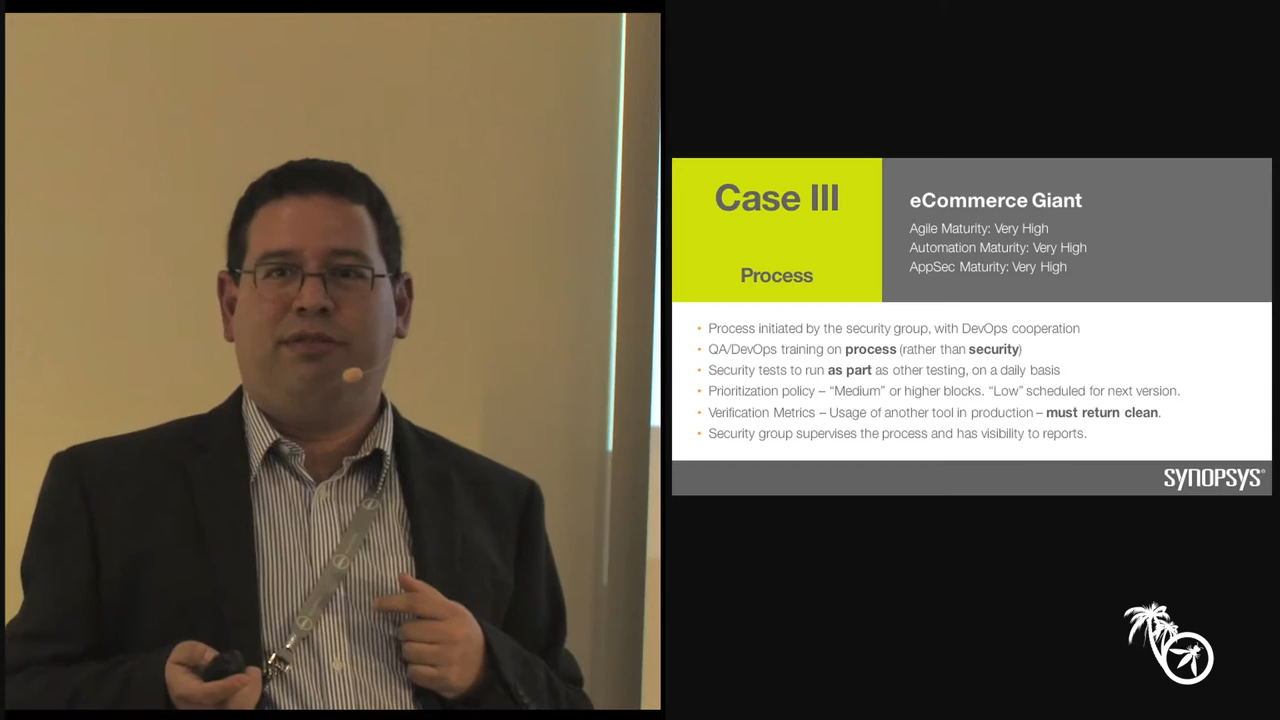 Case III
Process
eCommerce Giant
Agile Maturity: Very High
Automation Maturity: Very High
AppSec Maturity: Very High
• Process initiated by the security group, with DevOps cooperation
• QA/DevOps training on process (rather than security)
• Security tests to run as part as other testing, on a daily basis
• Prioritization policy – “Medium” or higher blocks. “Low” scheduled for next version.
• Verification Metrics – Usage of another tool in production – must return clean.
• Security group supervises the process and has visibility to reports.
SYNOPSYS®